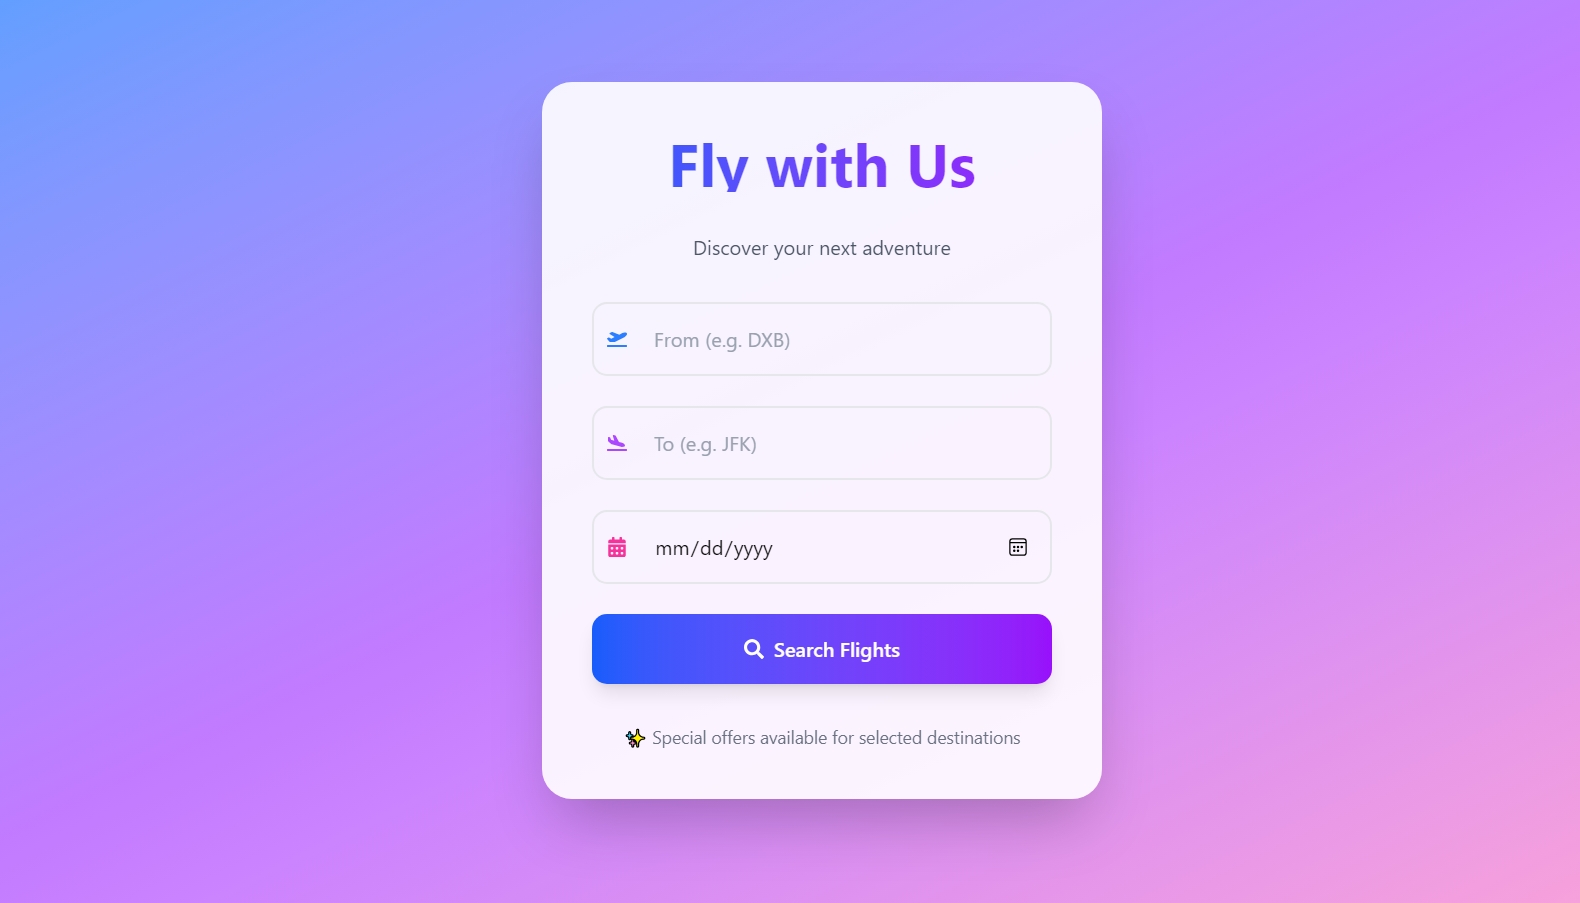 Fly with Us
Discover your next adventure
From (e.g. DXB)
To (e.g. JFK)
mm/dd/yyyy
Search Flights
✨ Special offers available for selected destinations